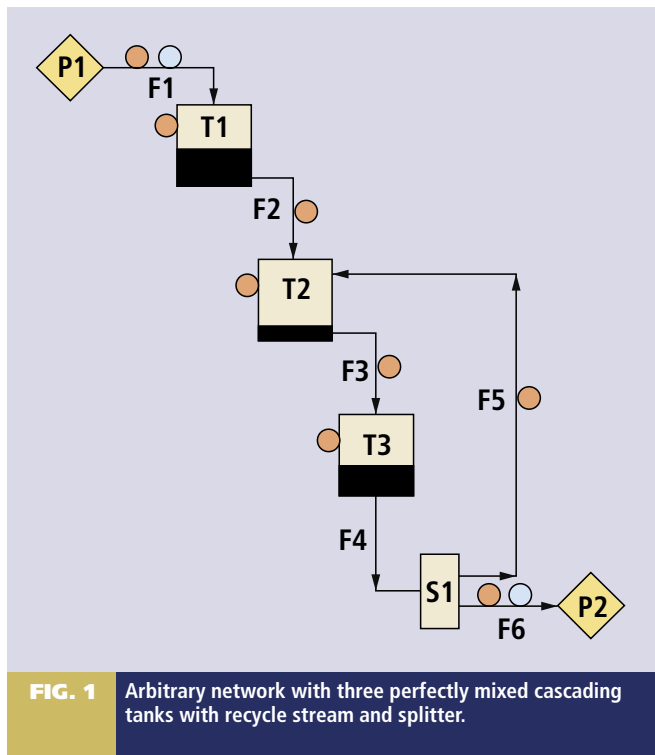 P1
F1
T1
F2
T2
F3
F5
T3
F4
S1
P2
F6
FIG. 1
Arbitrary network with three perfectly mixed cascading
tanks with recycle stream and splitter.